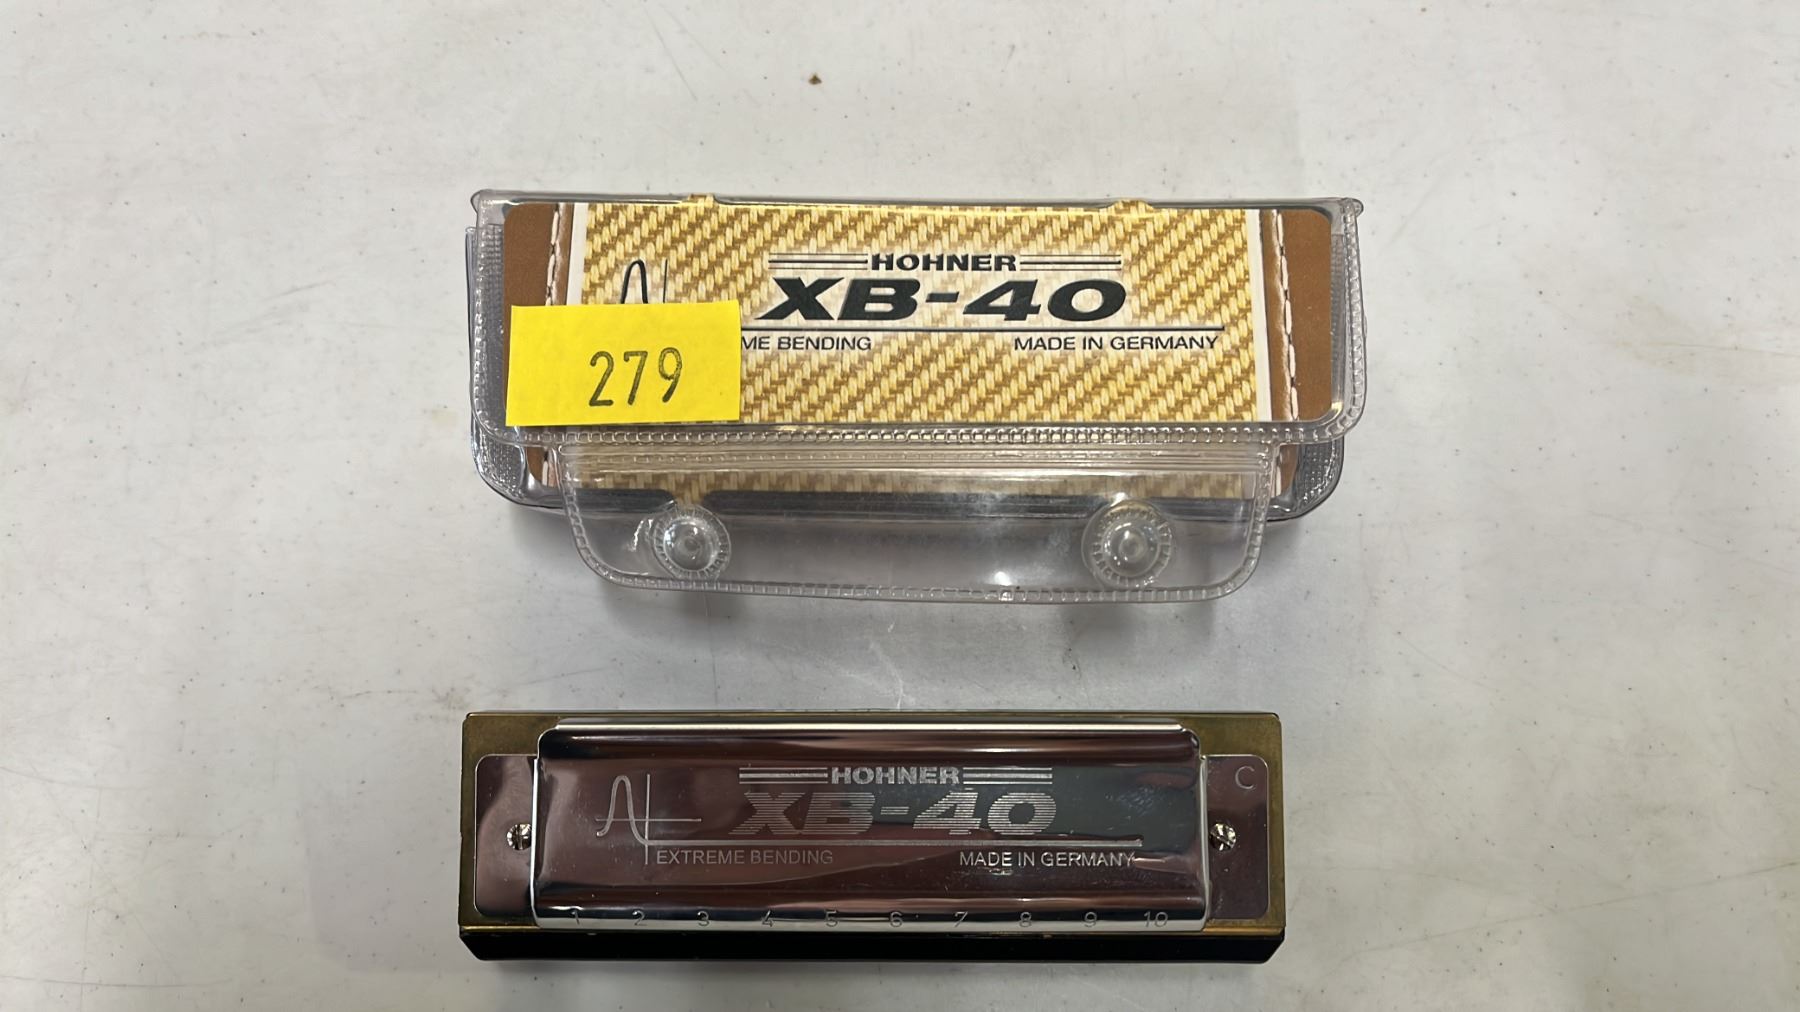 HOHNER
XB-40
ME BENDING MADE IN GERMANY
279
HOHNER
C
XB-40
EXTREME BENDING MADE IN GERMANY
1 2 3 4 5 6 7 8 9 10